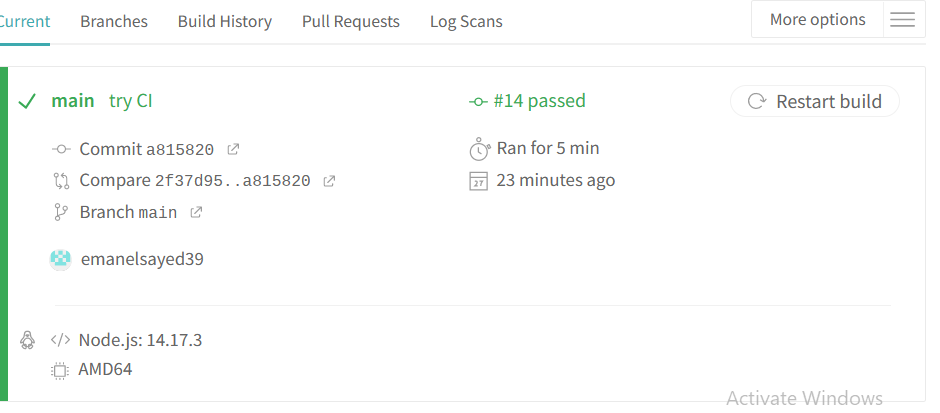 Current Branches Build History Pull Requests Log Scans More options
main try CI #14 passed Restart build
Commit a815820 Ran for 5 min
Compare 2f37d95..a815820 23 minutes ago
Branch main
emanelsayed39
Node.js: 14.17.3
AMD64
Activate Windows